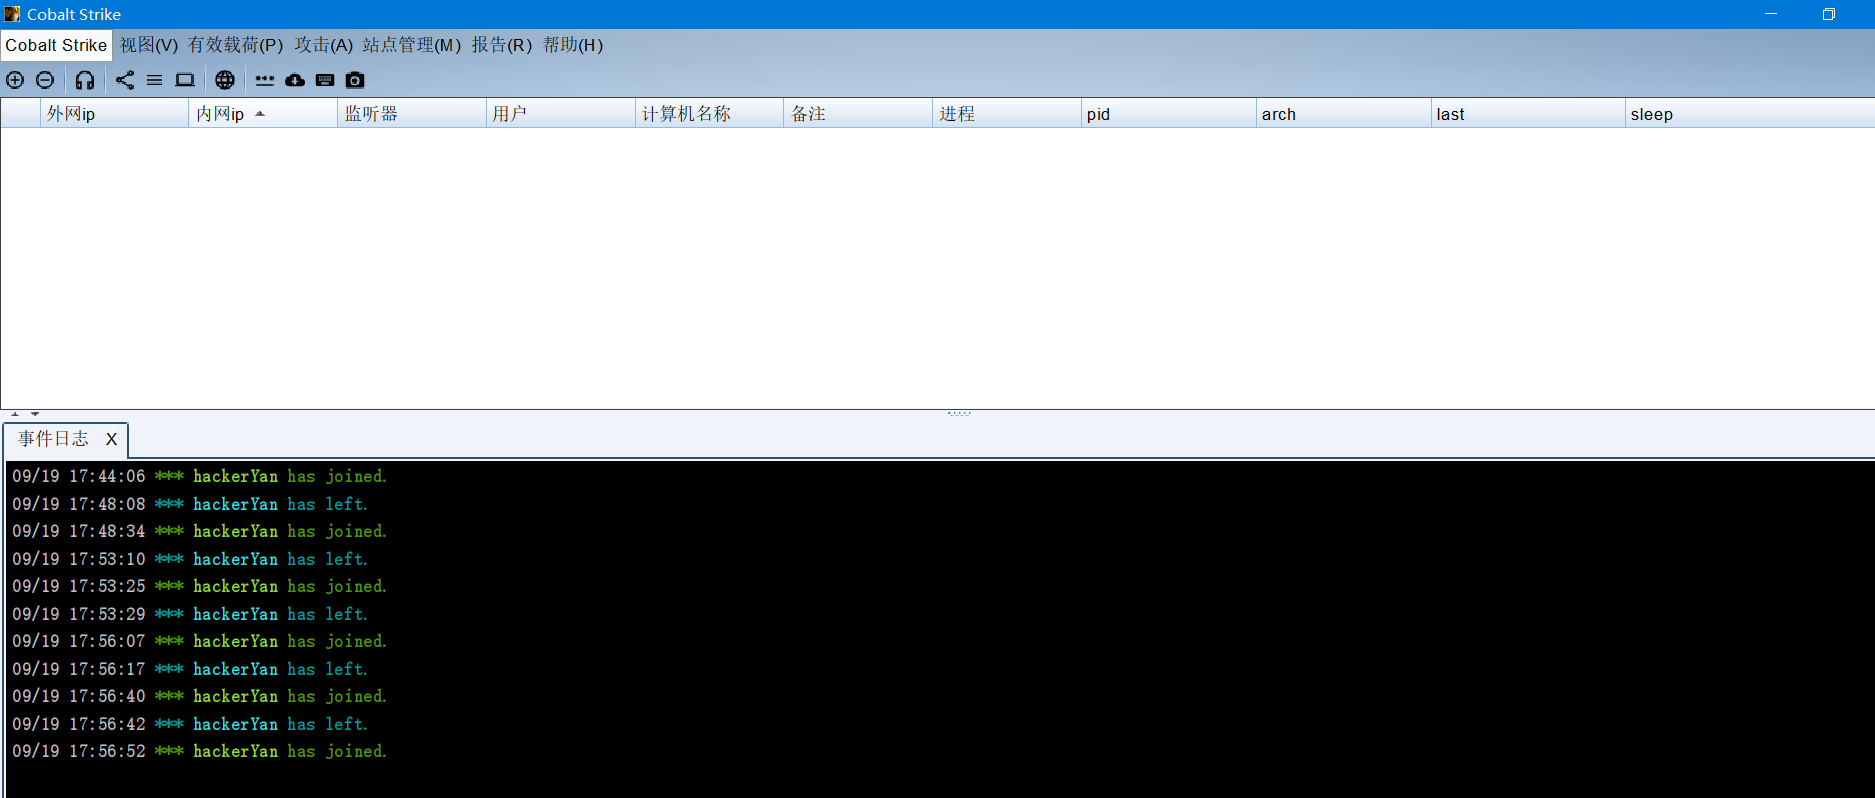 Cobalt Strike
Cobalt Strike 视图(V) 有效载荷(P) 攻击(A) 站点管理(M) 报告(R) 帮助(H)
外网ip 内网ip 监听器 用户 计算机名称 备注 进程 pid arch last sleep
事件日志 X
09/19 17:44:06 *** hackerYan has joined.
09/19 17:48:08 *** hackerYan has left.
09/19 17:48:34 *** hackerYan has joined.
09/19 17:53:10 *** hackerYan has left.
09/19 17:53:25 *** hackerYan has joined.
09/19 17:53:29 *** hackerYan has left.
09/19 17:56:07 *** hackerYan has joined.
09/19 17:56:17 *** hackerYan has left.
09/19 17:56:40 *** hackerYan has joined.
09/19 17:56:42 *** hackerYan has left.
09/19 17:56:52 *** hackerYan has joined.